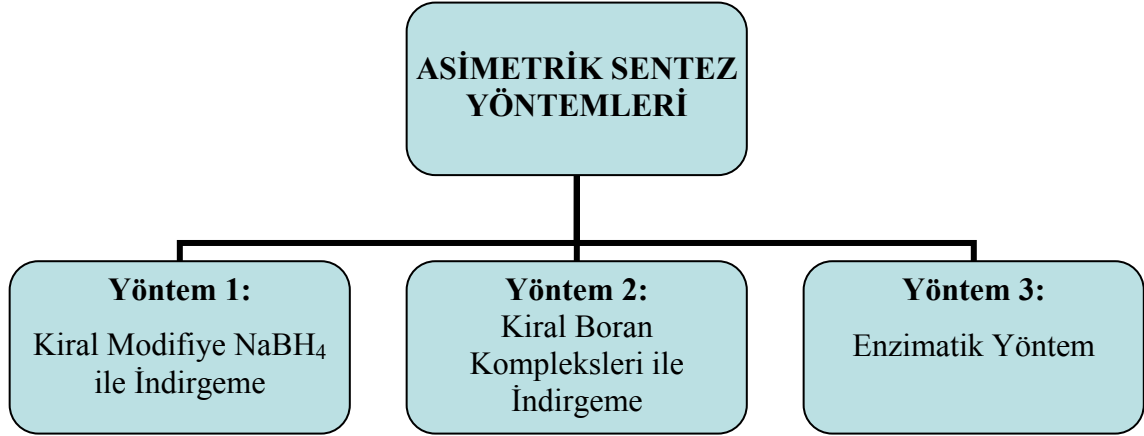 ASİMETRİK SENTEZ
YÖNTEMLERİ
Yöntem 1:
Kiral Modifiye NaBH₄
ile İndirgeme
Yöntem 2:
Kiral Boran
Kompleksleri ile
İndirgeme
Yöntem 3:
Enzimatik Yöntem